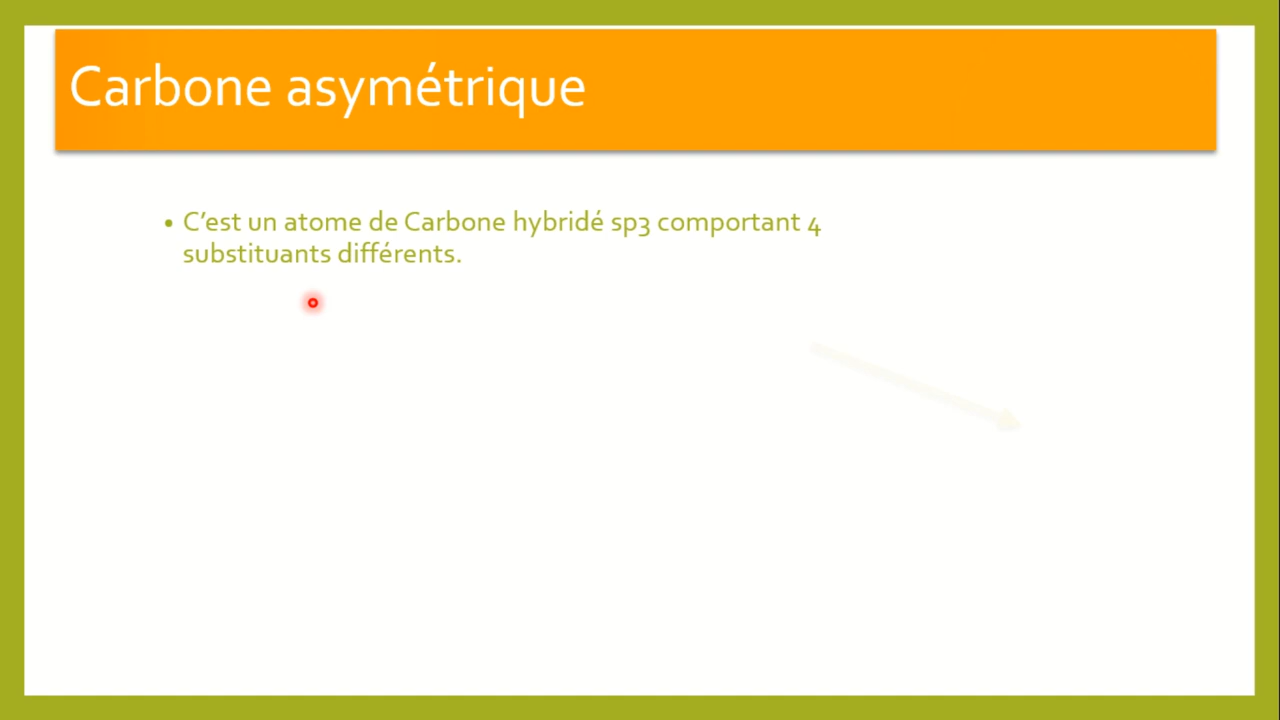 Carbone asymétrique
• C’est un atome de Carbone hybridé sp3 comportant 4
substituants différents.